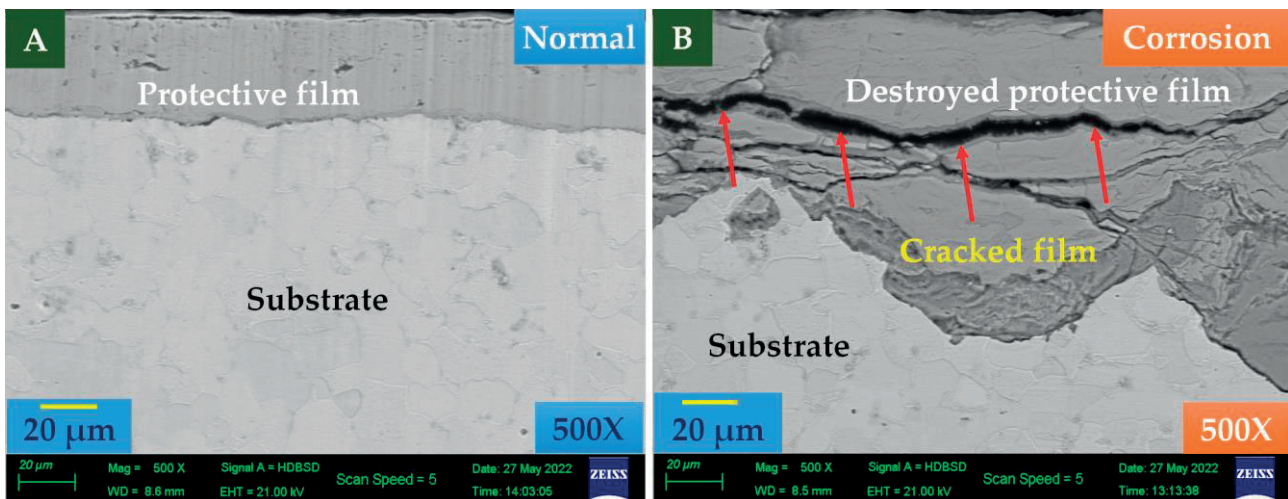 A
Normal
Protective film
Substrate
20 μm
500X
20 μm
Mag = 500 X
Signal A = HDBSD
Scan Speed = 5
Date: 27 May 2022
WD = 8.6 mm
EHT = 21.00 kV
Time: 14:03:05
ZEISS
B
Corrosion
Destroyed protective film
Cracked film
Substrate
20 μm
500X
20 μm
Mag = 500 X
Signal A = HDBSD
Scan Speed = 5
Date: 27 May 2022
WD = 8.5 mm
EHT = 21.00 kV
Time: 13:13:38
ZEISS